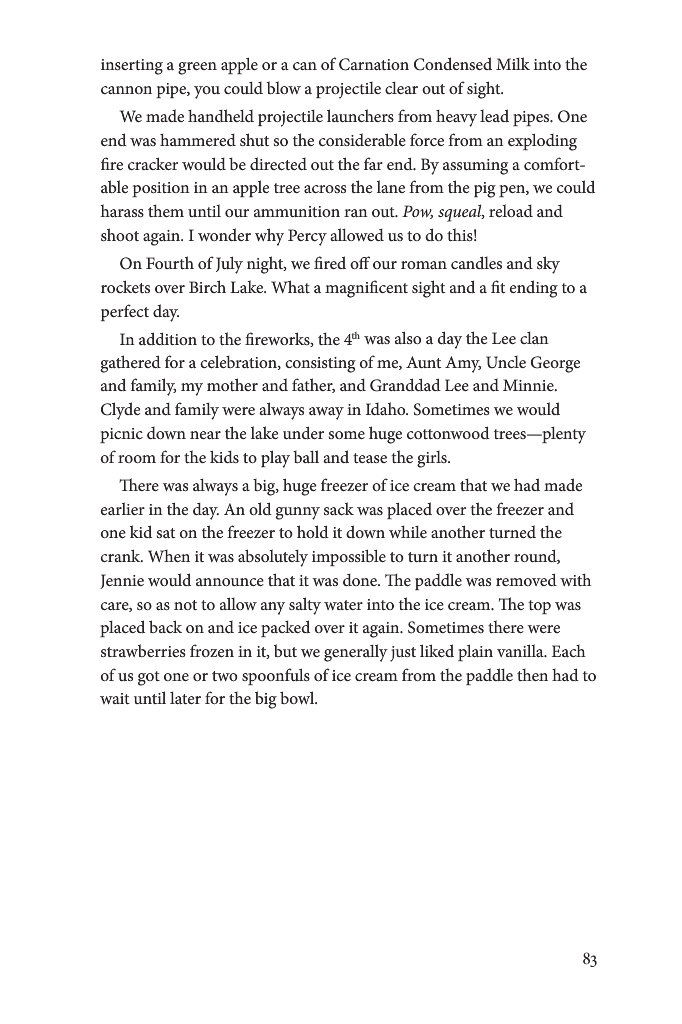 inserting a green apple or a can of Carnation Condensed Milk into the
cannon pipe, you could blow a projectile clear out of sight.
We made handheld projectile launchers from heavy lead pipes. One
end was hammered shut so the considerable force from an exploding
fire cracker would be directed out the far end. By assuming a comfort-
able position in an apple tree across the lane from the pig pen, we could
harass them until our ammunition ran out. Pow, squeal, reload and
shoot again. I wonder why Percy allowed us to do this!
On Fourth of July night, we fired off our roman candles and sky
rockets over Birch Lake. What a magnificent sight and a fit ending to a
perfect day.
In addition to the fireworks, the 4th was also a day the Lee clan
gathered for a celebration, consisting of me, Aunt Amy, Uncle George
and family, my mother and father, and Granddad Lee and Minnie.
Clyde and family were always away in Idaho. Sometimes we would
picnic down near the lake under some huge cottonwood trees—plenty
of room for the kids to play ball and tease the girls.
There was always a big, huge freezer of ice cream that we had made
earlier in the day. An old gunny sack was placed over the freezer and
one kid sat on the freezer to hold it down while another turned the
crank. When it was absolutely impossible to turn it another round,
Jennie would announce that it was done. The paddle was removed with
care, so as not to allow any salty water into the ice cream. The top was
placed back on and ice packed over it again. Sometimes there were
strawberries frozen in it, but we generally just liked plain vanilla. Each
of us got one or two spoonfuls of ice cream from the paddle then had to
wait until later for the big bowl.
83